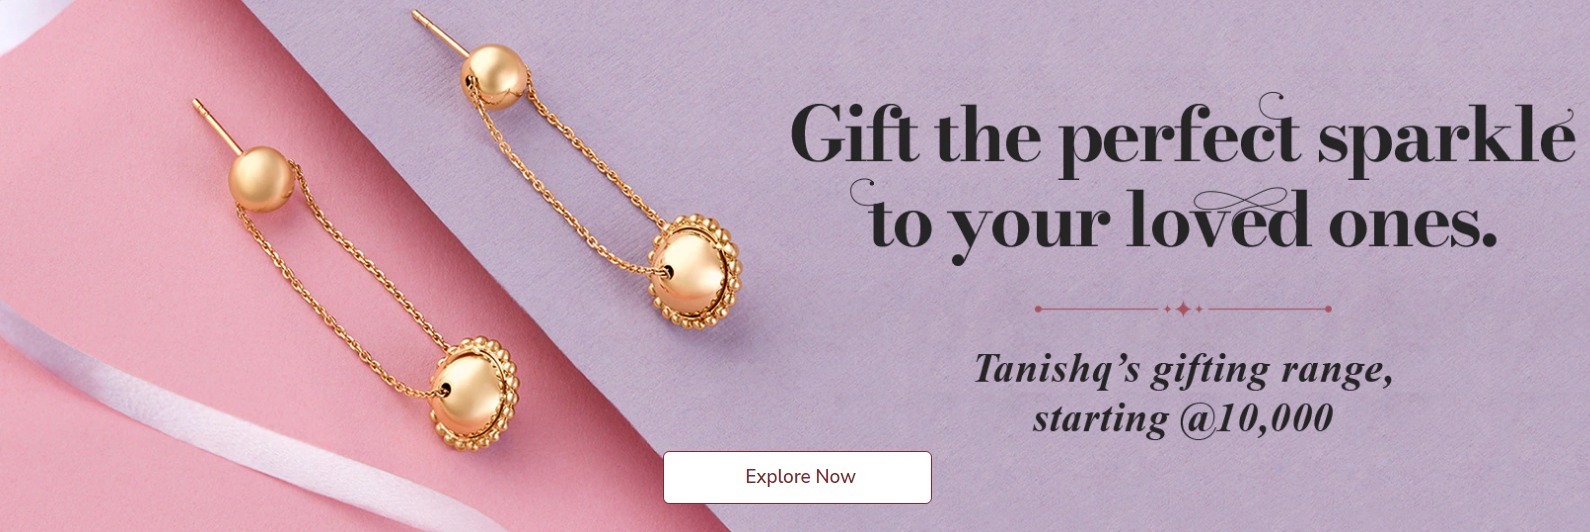 Gift the perfect sparkle
to your loved ones.
Tanishq’s gifting range,
starting @10,000
Explore Now